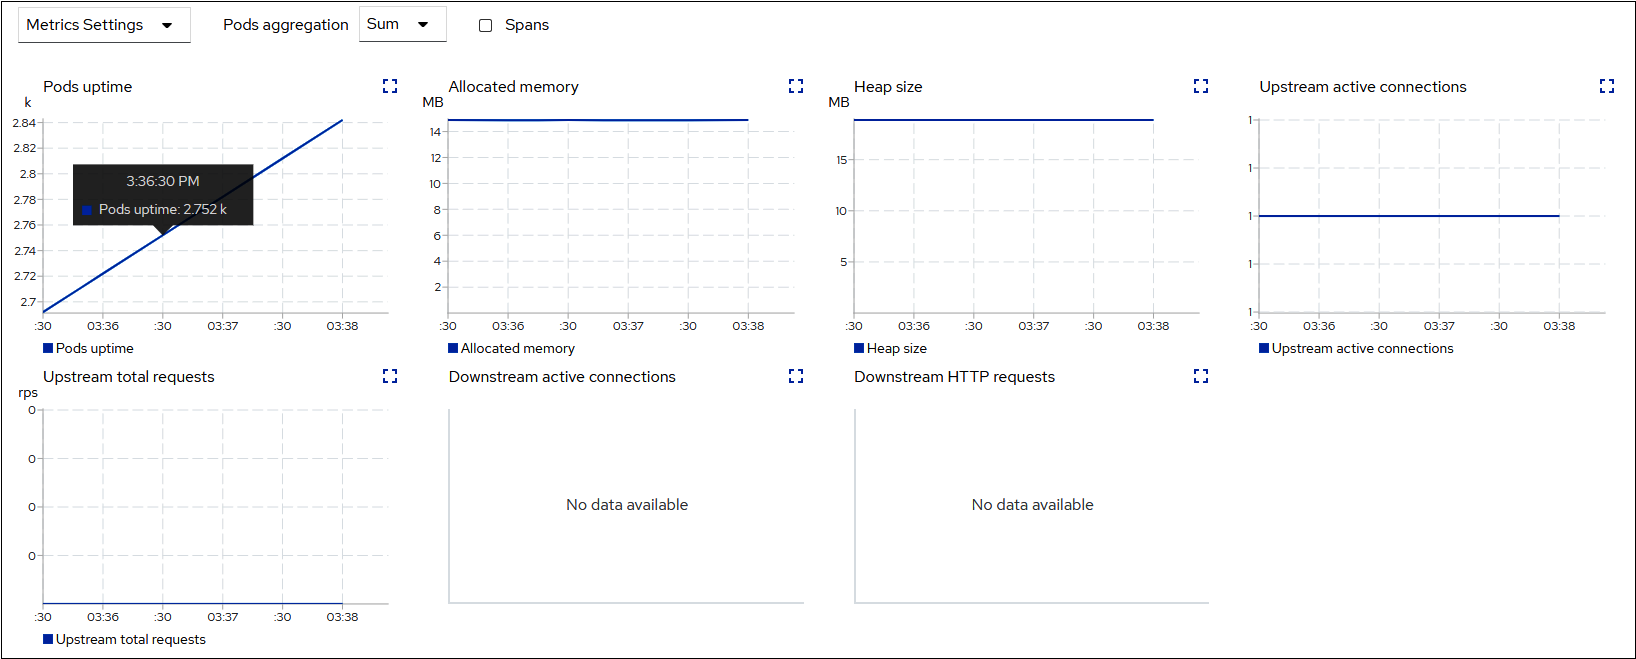 Metrics Settings Pods aggregation Sum Spans
Pods uptime
k
2.84
2.82
2.8
2.78
2.76
2.74
2.72
2.7
3:36:30 PM
Pods uptime: 2.752 k
:30 03:36 :30 03:37 :30 03:38
Pods uptime
Allocated memory
MB
14
12
10
8
6
4
2
:30 03:36 :30 03:37 :30 03:38
Allocated memory
Heap size
MB
15
10
5
:30 03:36 :30 03:37 :30 03:38
Heap size
Upstream active connections
1
1
1
1
1
:30 03:36 :30 03:37 :30 03:38
Upstream active connections
Upstream total requests
rps
0
0
0
0
:30 03:36 :30 03:37 :30 03:38
Upstream total requests
Downstream active connections
No data available
Downstream HTTP requests
No data available